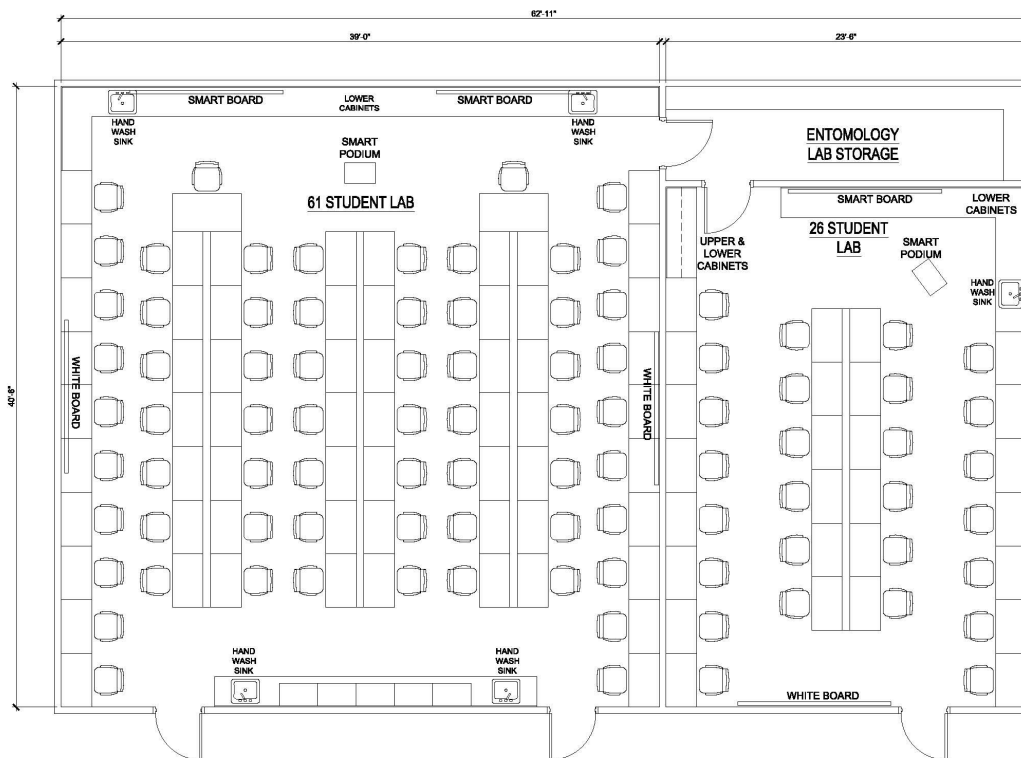 62'-11"
39'-0"
23'-6"
SMART BOARD
LOWER
CABINETS
SMART BOARD
HAND
WASH
SINK
HAND
WASH
SINK
SMART
PODIUM
61 STUDENT LAB
WHITE BOARD
WHITE BOARD
40'-6"
HAND
WASH
SINK
HAND
WASH
SINK
ENTOMOLOGY
LAB STORAGE
SMART BOARD
LOWER
CABINETS
26 STUDENT
LAB
UPPER &
LOWER
CABINETS
SMART
PODIUM
HAND
WASH
SINK
WHITE BOARD